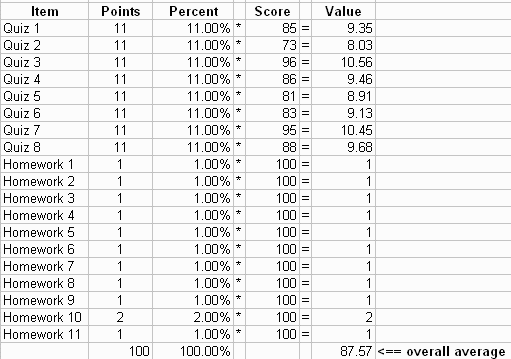 Item Points Percent Score Value
Quiz 1 11 11.00% * 85 = 9.35
Quiz 2 11 11.00% * 73 = 8.03
Quiz 3 11 11.00% * 96 = 10.56
Quiz 4 11 11.00% * 86 = 9.46
Quiz 5 11 11.00% * 81 = 8.91
Quiz 6 11 11.00% * 83 = 9.13
Quiz 7 11 11.00% * 95 = 10.45
Quiz 8 11 11.00% * 88 = 9.68
Homework 1 1 1.00% * 100 = 1
Homework 2 1 1.00% * 100 = 1
Homework 3 1 1.00% * 100 = 1
Homework 4 1 1.00% * 100 = 1
Homework 5 1 1.00% * 100 = 1
Homework 6 1 1.00% * 100 = 1
Homework 7 1 1.00% * 100 = 1
Homework 8 1 1.00% * 100 = 1
Homework 9 1 1.00% * 100 = 1
Homework 10 2 2.00% * 100 = 2
Homework 11 1 1.00% * 100 = 1
100 100.00% 87.57 <== overall average